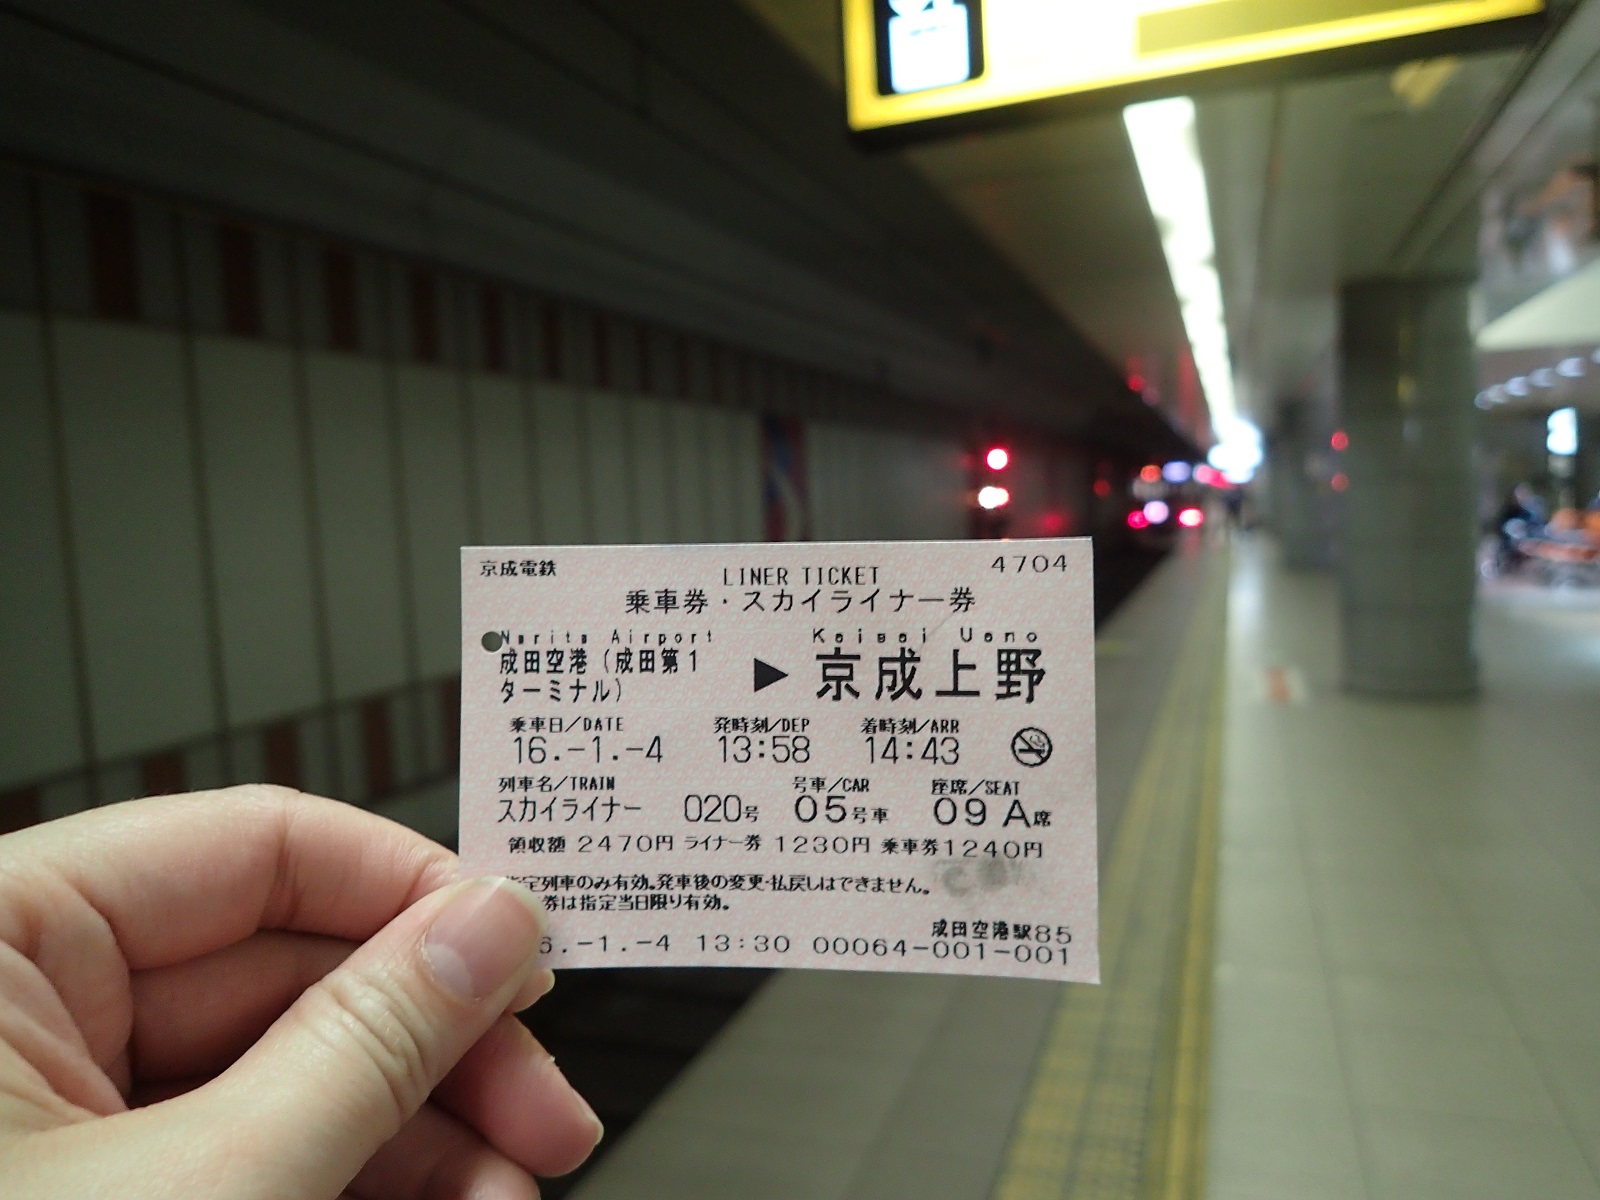 京成電鉄
4704
LINER TICKET
乗車券・スカイライナー券
Narita Airport
Keisei Ueno
成田空港（成田第1
ターミナル）
▶ 京成上野
乗車日/DATE 発時刻/DEP 着時刻/ARR
16.-1.-4 13:58 14:43
列車名/TRAIN 号車/CAR 座席/SEAT
スカイライナー 020号 05号車 09 A席
領収額 2470円 ライナー券 1230円 乗車券1240円
指定列車のみ有効。発車後の変更・払戻しはできません。
券は指定当日限り有効。
成田空港駅85
6.-1.-4 13:30 00064-001-001